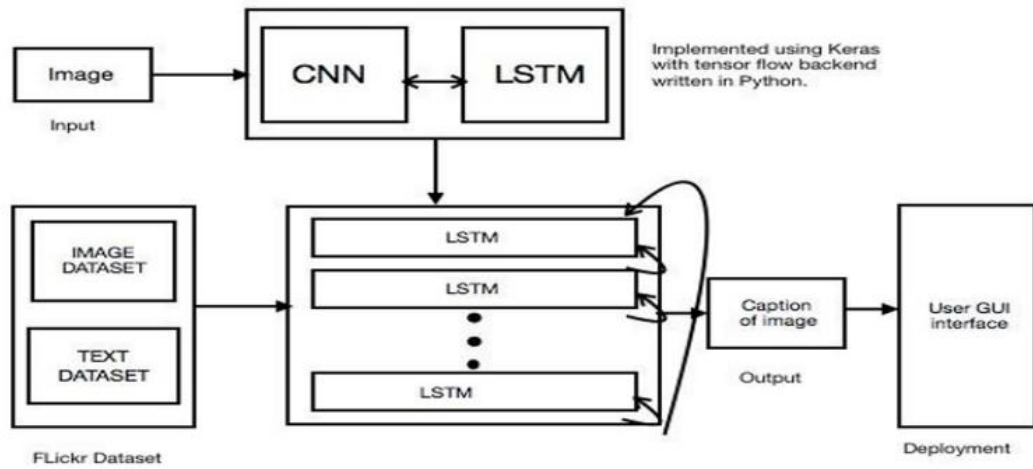 Image
Input
CNN
LSTM
Implemented using Keras
with tensor flow backend
written in Python.
IMAGE
DATASET
TEXT
DATASET
FLickr Dataset
LSTM
LSTM
LSTM
Caption
of image
Output
User GUI
interface
Deployment